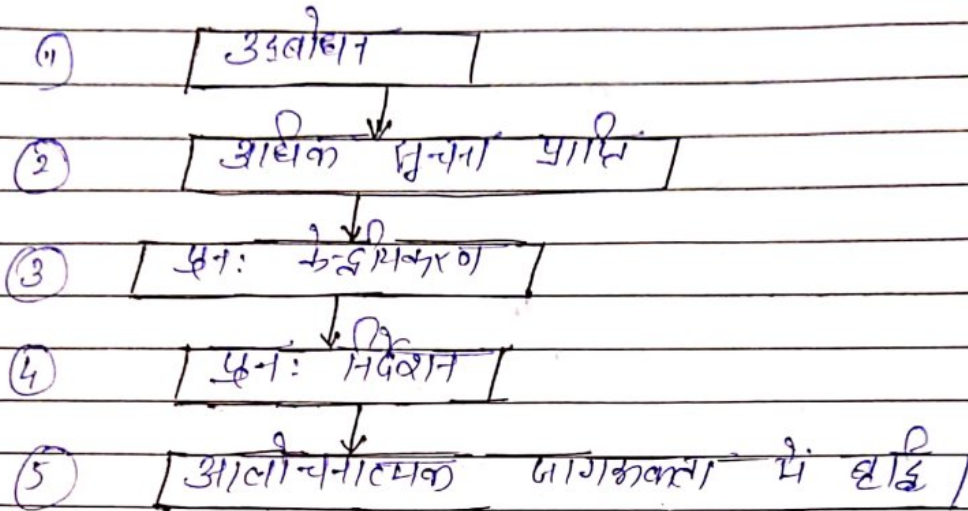 ① उद्‌बोधन
② अधिक सूचना प्राप्ति
③ पुन: केन्द्रीयकरण
④ पुन: निर्देशन
⑤ आलोचनात्मक जागरूकता में वृद्धि